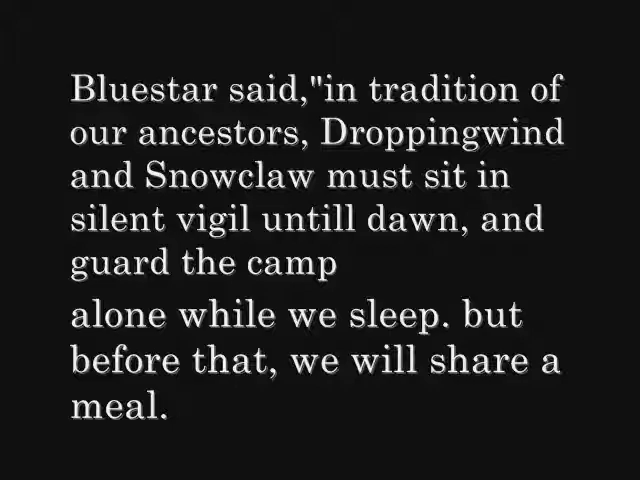 Bluestar said,"in tradition of
our ancestors, Droppingwind
and Snowclaw must sit in
silent vigil untill dawn, and
guard the camp
alone while we sleep. but
before that, we will share a
meal.